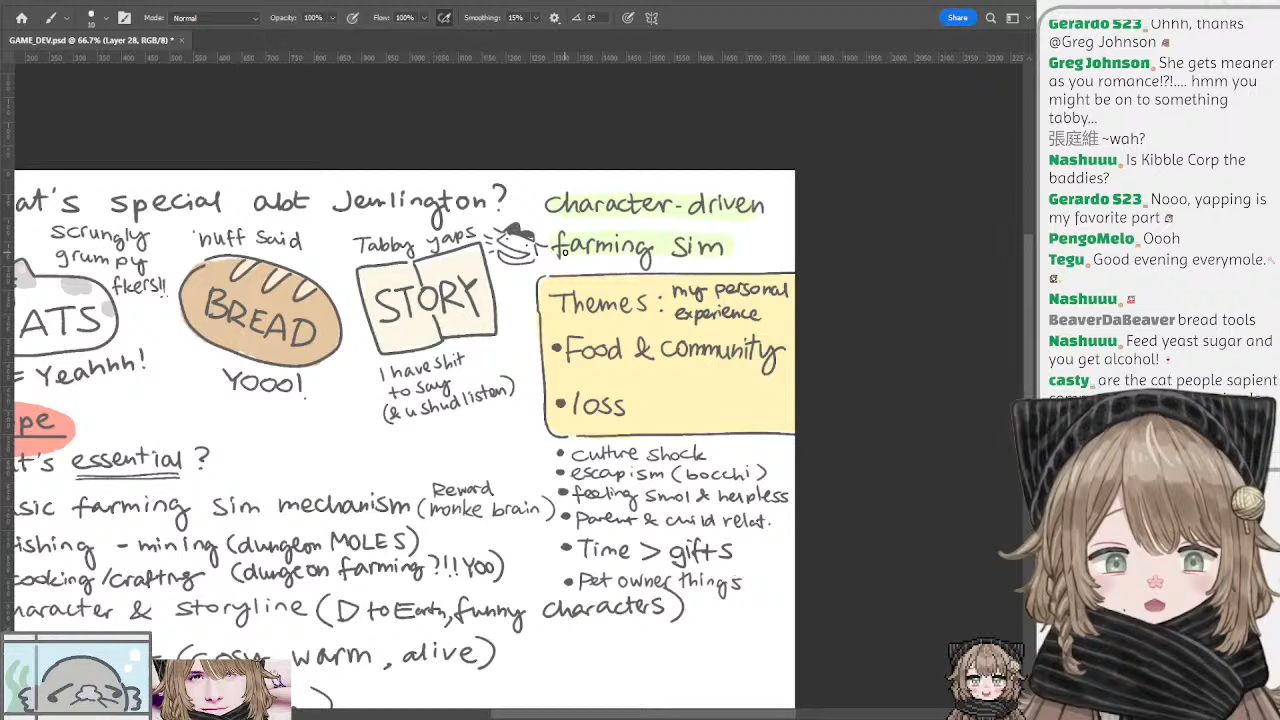 10
Mode: Normal
Opacity: 100%
Flow: 100%
Smoothing: 15%
0°
Share
GAME_DEV.psd @ 66.7% (Layer 28, RGB/8) *
at's special abt Jemlington?
scrungly
grumpy
fkers!!
ATS
= Yeahhh!
'nuff said
BREAD
YOOO!
Tabby yaps
STORY
I have shit
to say
(& u shud listen)
character-driven
farming sim
Themes: my personal
experience
•Food & community
•loss
• culture shock
• escapism (bocchi)
• feeling smol & helpless
• Parent & child relat.
• Time > gifts
• Pet owner things
pe
t's essential?
sic farming sim mechanism (Reward
monke brain)
ishing - mining (dungeon MOLES)
cooking/crafting (dungeon farming?!!YOO)
haracter & storyline (D to Earth, funny characters)
warm, alive)
Gerardo S23 Ohhh, thanks
@Greg Johnson
Greg Johnson She gets meaner
as you romance!?!.... hmm you
might be on to something
tabby...
張庭維 ~wah?
Nashuuu Is Kibble Corp the
baddies?
Gerardo S23 Nooo, yapping is
my favorite part
PengoMelo Oooh
Tegu Good evening everymole.
Nashuuu
BeaverDaBeaver bread tools
Nashuuu Feed yeast sugar and
you get alcohol!
casty are the cat people sapient